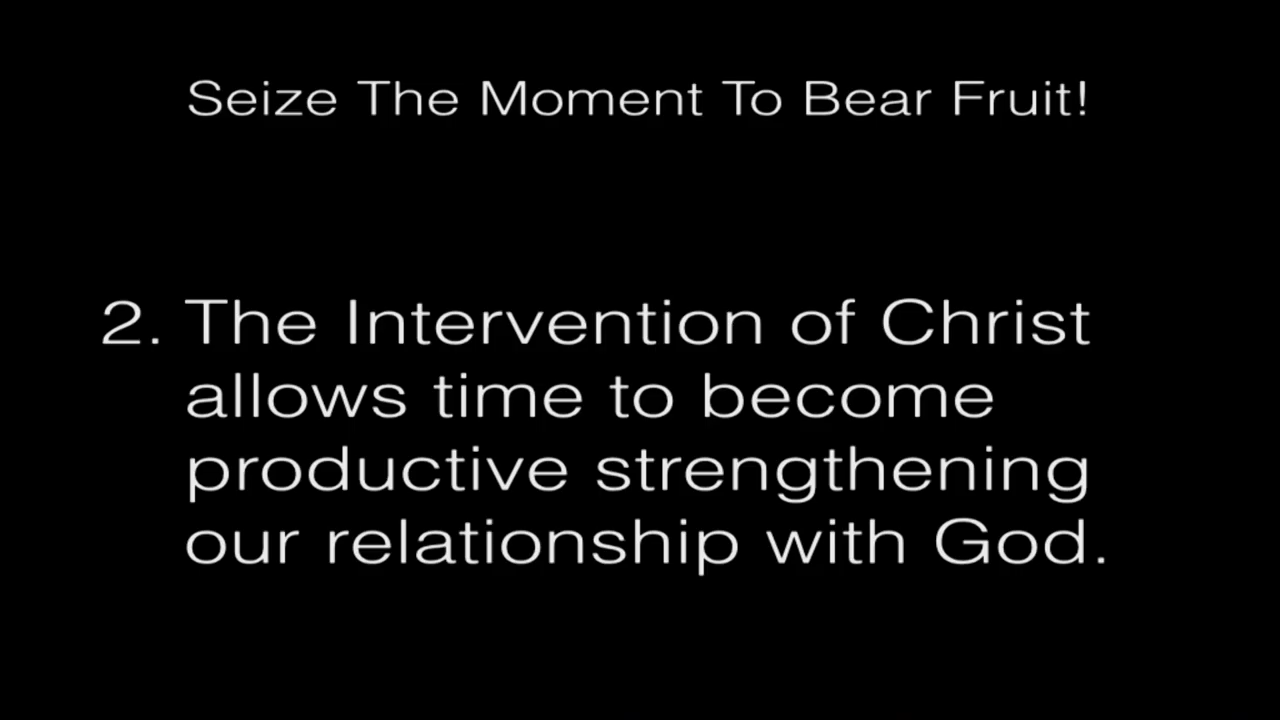 Seize The Moment To Bear Fruit!
2. The Intervention of Christ
allows time to become
productive strengthening
our relationship with God.